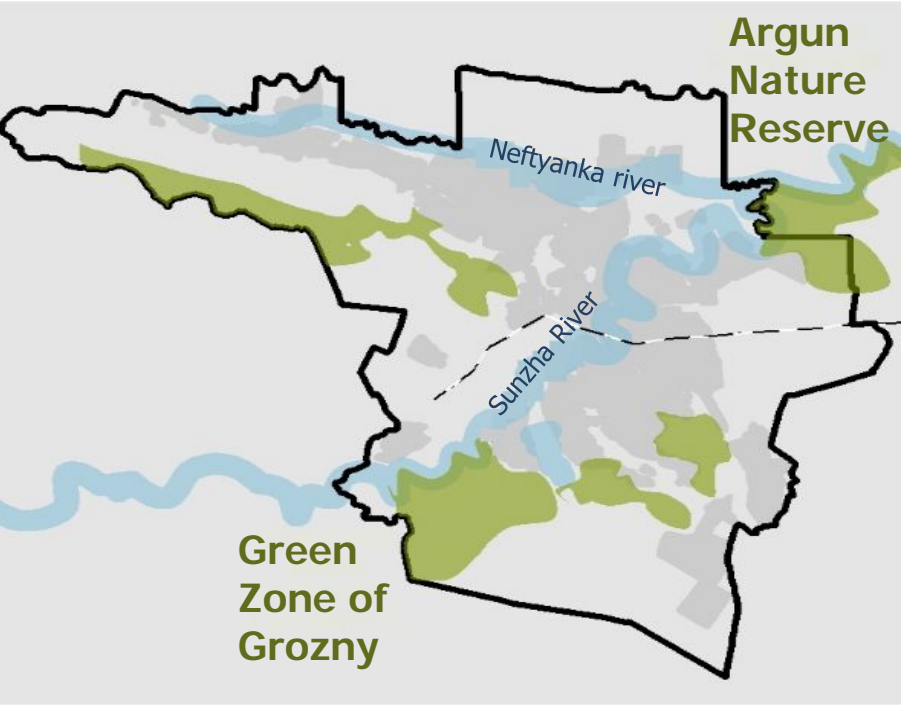 Argun
Nature
Reserve
Neftyanka river
Sunzha River
Green
Zone of
Grozny